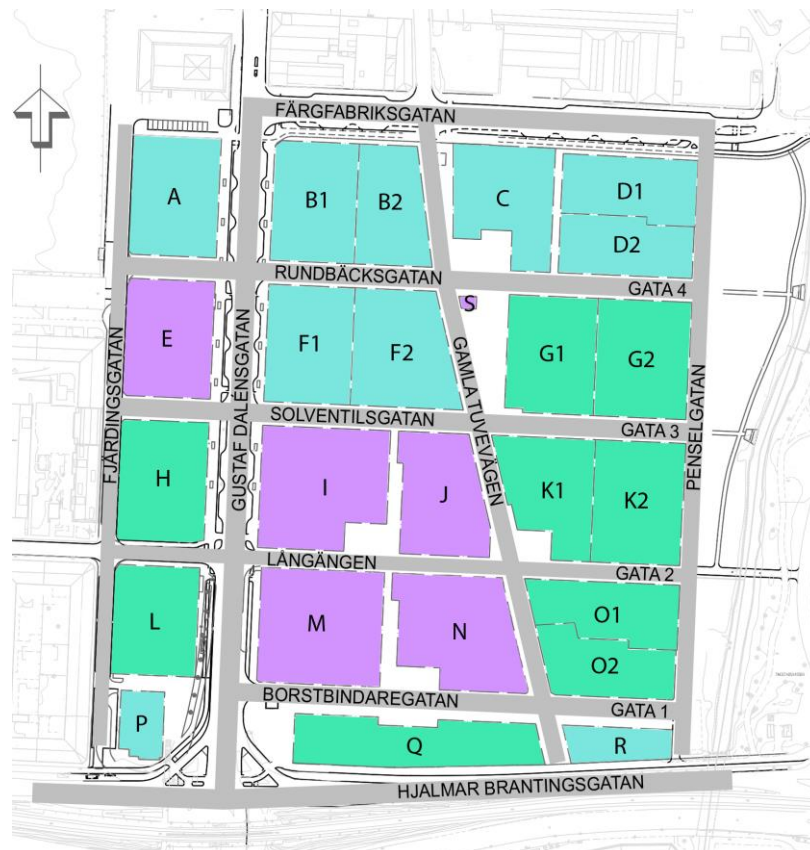 FÄRGFABRIKSGATAN
A
B1
B2
C
D1
D2
RUNDBÄCKSGATAN
GATA 4
E
F1
F2
S
G1
G2
FJÄRDINGSGATAN
GUSTAF DALÉNSGATAN
GAMLA TUVEVÄGEN
PENSELGATAN
SOLVENTILSGATAN
GATA 3
H
I
J
K1
K2
LÅNGÄNGEN
GATA 2
L
M
N
O1
O2
BORSTBINDAREGATAN
GATA 1
P
Q
R
HJALMAR BRANTINGSGATAN